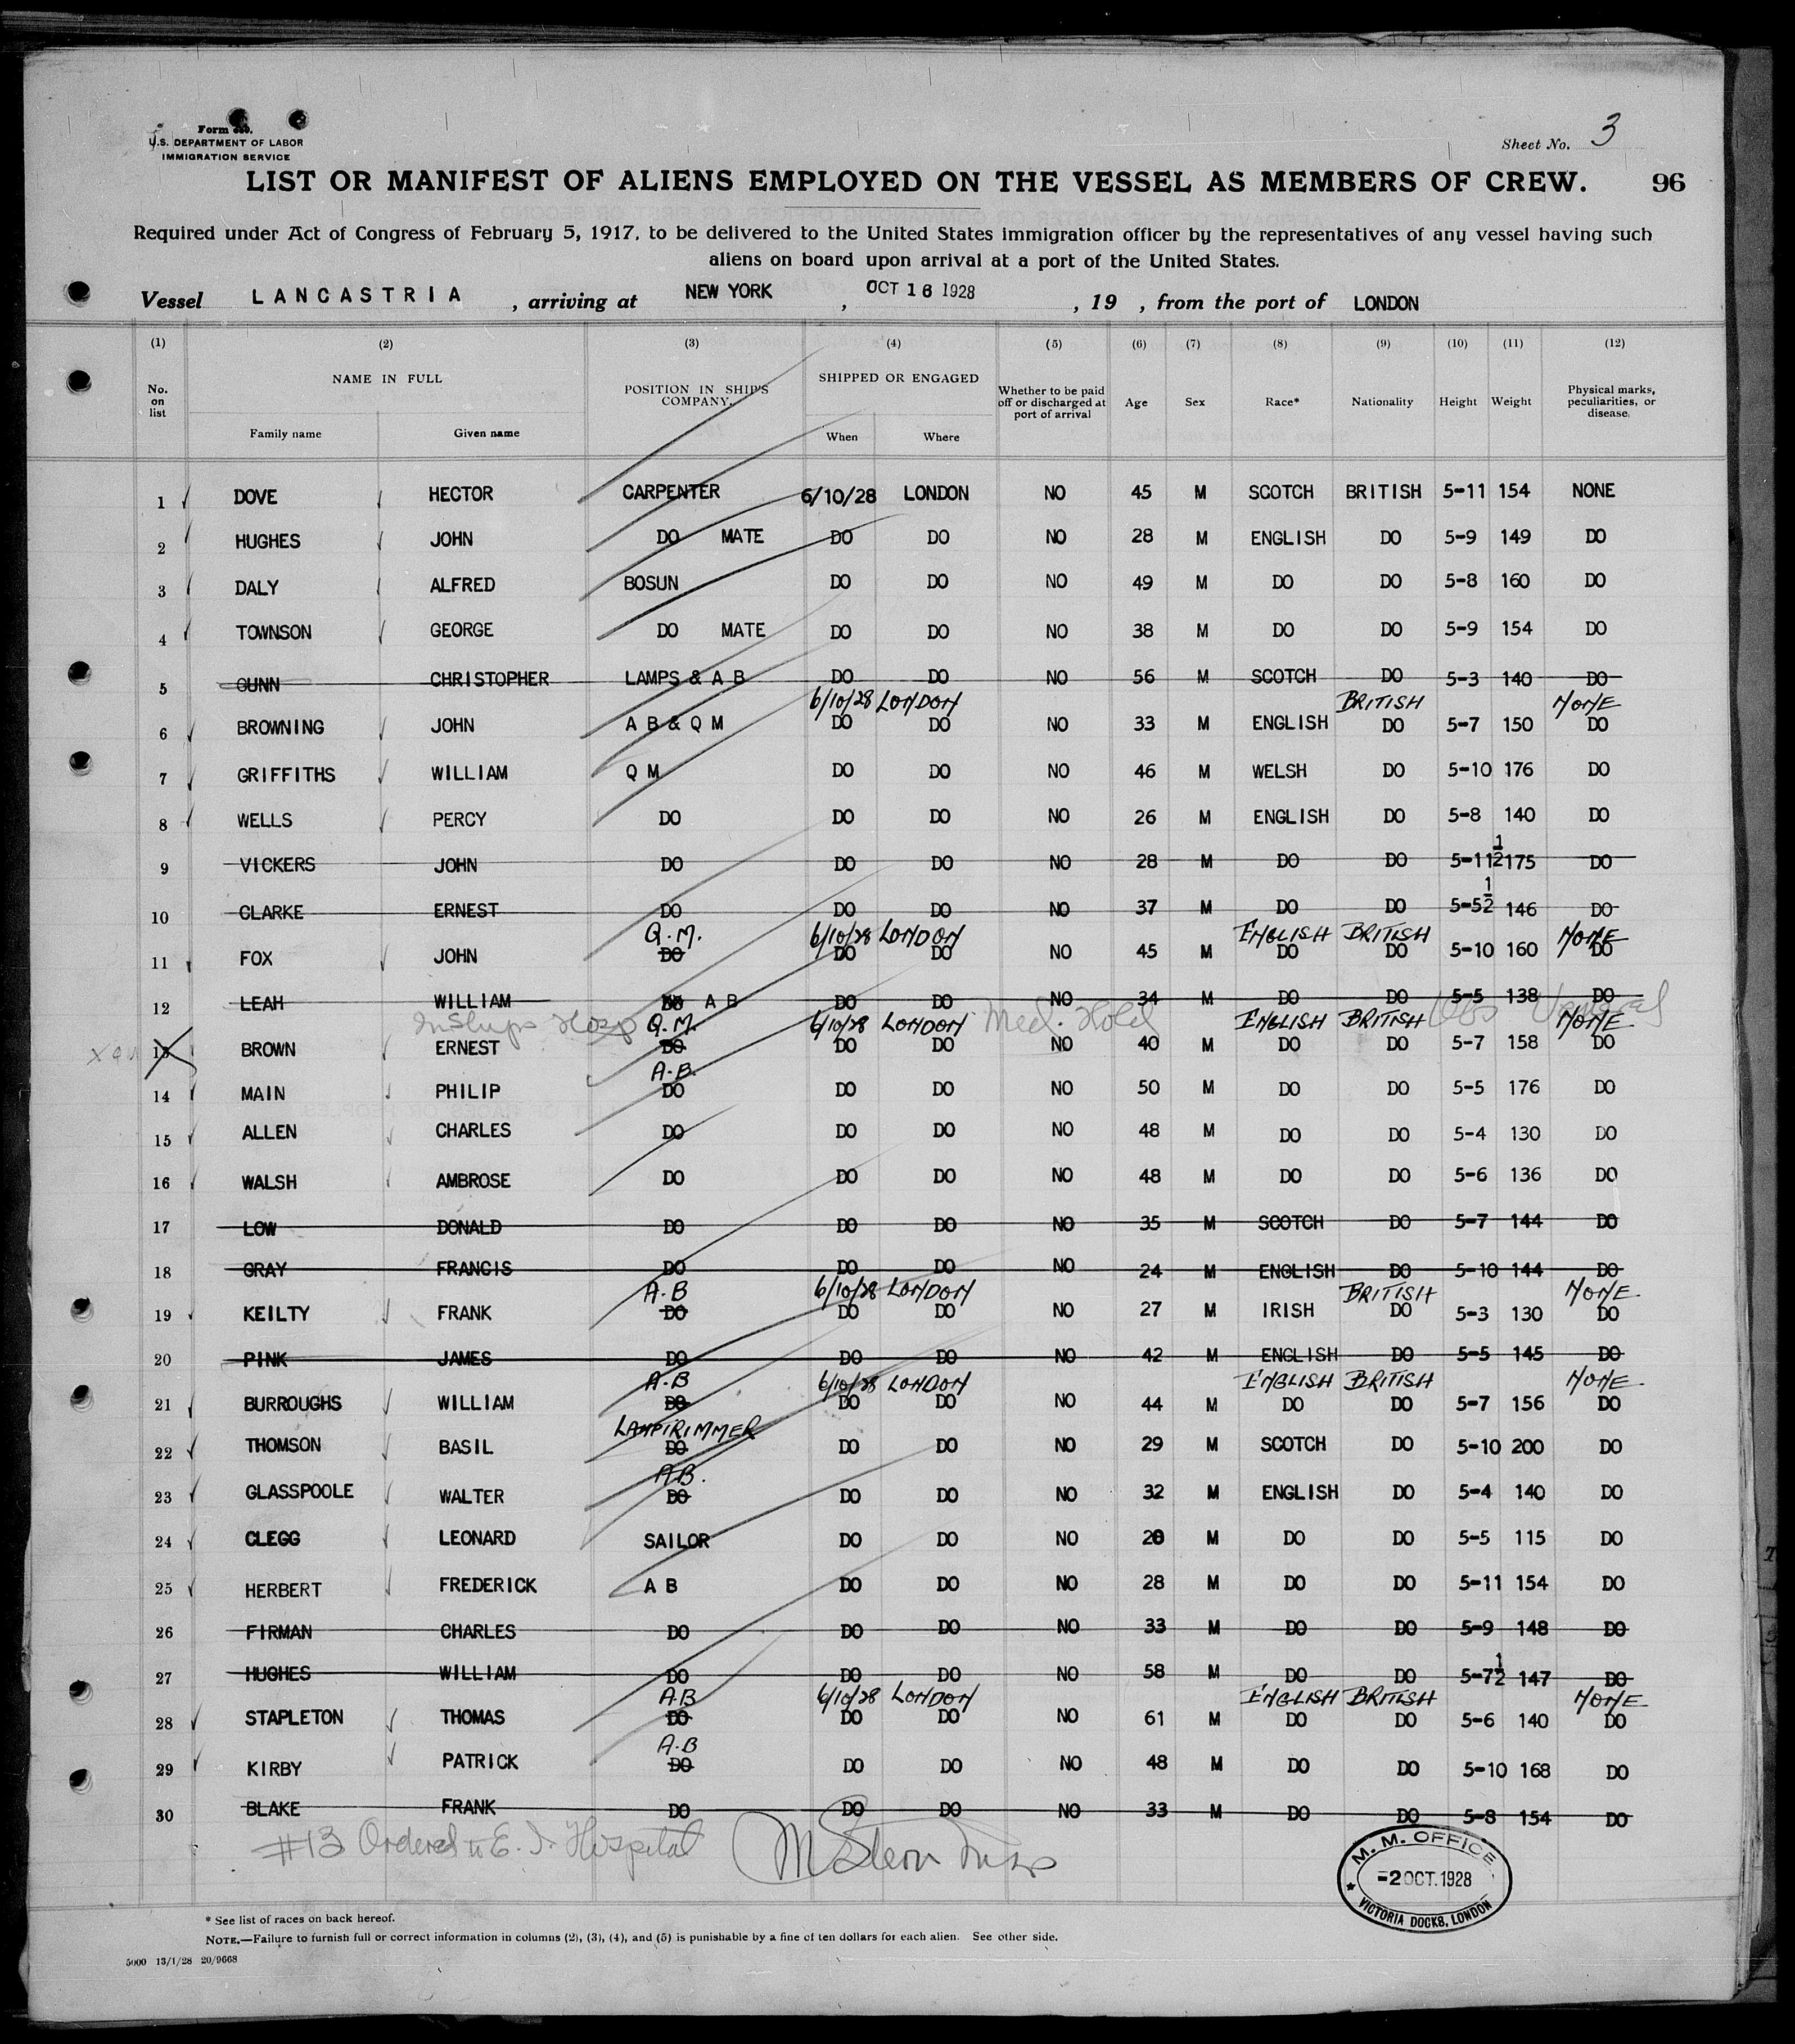 Form 680.
U.S. DEPARTMENT OF LABOR
IMMIGRATION SERVICE
Sheet No. 3
LIST OR MANIFEST OF ALIENS EMPLOYED ON THE VESSEL AS MEMBERS OF CREW. 96
Required under Act of Congress of February 5, 1917, to be delivered to the United States immigration officer by the representatives of any vessel having such
aliens on board upon arrival at a port of the United States.
Vessel LANCASTRIA , arriving at NEW YORK , OCT 16 1928 , 19 , from the port of LONDON
(1) (2) (3) (4) (5) (6) (7) (8) (9) (10) (11) (12)
No. on list NAME IN FULL Family name Given name POSITION IN SHIP'S COMPANY. SHIPPED OR ENGAGED When Where Whether to be paid off or discharged at port of arrival Age Sex Race* Nationality Height Weight Physical marks, peculiarities, or disease.
1 DOVE HECTOR CARPENTER 6/10/28 LONDON NO 45 M SCOTCH BRITISH 5-11 154 NONE
2 HUGHES JOHN DO MATE DO DO NO 28 M ENGLISH DO 5-9 149 DO
3 DALY ALFRED BOSUN DO DO NO 49 M DO DO 5-8 160 DO
4 TOWNSON GEORGE DO MATE DO DO NO 38 M DO DO 5-9 154 DO
5 GUNN CHRISTOPHER LAMPS & A B DO DO NO 56 M SCOTCH DO 5-3 140 DO
6/10/28 LONDON BRITISH NONE
6 BROWNING JOHN A B & Q M DO DO NO 33 M ENGLISH DO 5-7 150 DO
7 GRIFFITHS WILLIAM Q M DO DO NO 46 M WELSH DO 5-10 176 DO
8 WELLS PERCY DO DO DO NO 26 M ENGLISH DO 5-8 140 DO
9 VICKERS JOHN DO DO DO NO 28 M DO DO 5-11½ 175 DO
10 CLARKE ERNEST DO DO DO NO 37 M DO DO 5-5½ 146 DO
Q.M. 6/10/28 LONDON ENGLISH BRITISH NONE
11 FOX JOHN DO DO DO NO 45 M DO DO 5-10 160 DO
12 LEAH WILLIAM DO A B DO DO NO 34 M DO DO 5-5 138 DO
In Ships Hosp Q.M. 6/10/28 LONDON Med. Hold ENGLISH BRITISH NONE
13 BROWN ERNEST DO DO DO NO 40 M DO DO 5-7 158 DO
A.B.
14 MAIN PHILIP DO DO DO NO 50 M DO DO 5-5 176 DO
15 ALLEN CHARLES DO DO DO NO 48 M DO DO 5-4 130 DO
16 WALSH AMBROSE DO DO DO NO 48 M DO DO 5-6 136 DO
17 LOW DONALD DO DO DO NO 35 M SCOTCH DO 5-7 144 DO
18 GRAY FRANCIS DO DO DO NO 24 M ENGLISH DO 5-10 144 DO
A.B 6/10/28 LONDON BRITISH NONE
19 KEILTY FRANK DO DO DO NO 27 M IRISH DO 5-3 130 DO
20 PINK JAMES DO DO DO NO 42 M ENGLISH DO 5-5 145 DO
A.B 6/10/28 LONDON ENGLISH BRITISH NONE
21 BURROUGHS WILLIAM DO DO DO NO 44 M DO DO 5-7 156 DO
LAMPTRIMMER
22 THOMSON BASIL DO DO DO NO 29 M SCOTCH DO 5-10 200 DO
A.B.
23 GLASSPOOLE WALTER DO DO DO NO 32 M ENGLISH DO 5-4 140 DO
24 CLEGG LEONARD SAILOR DO DO NO 20 M DO DO 5-5 115 DO
25 HERBERT FREDERICK A B DO DO NO 28 M DO DO 5-11 154 DO
26 FIRMAN CHARLES DO DO DO NO 33 M DO DO 5-9 148 DO
27 HUGHES WILLIAM DO DO DO NO 58 M DO DO 5-7½ 147 DO
A.B 6/10/28 LONDON ENGLISH BRITISH NONE
28 STAPLETON THOMAS DO DO DO NO 61 M DO DO 5-6 140 DO
A.B
29 KIRBY PATRICK DO DO DO NO 48 M DO DO 5-10 168 DO
30 BLAKE FRANK DO DO DO NO 33 M DO DO 5-8 154 DO
#13 Ordered to E. I. Hospital M Stern Insp
M. M. OFFICE
-2 OCT. 1928
VICTORIA DOCKS, LONDON
* See list of races on back hereof.
NOTE.—Failure to furnish full or correct information in columns (2), (3), (4), and (5) is punishable by a fine of ten dollars for each alien. See other side.
5000 13/1/28 20/9668